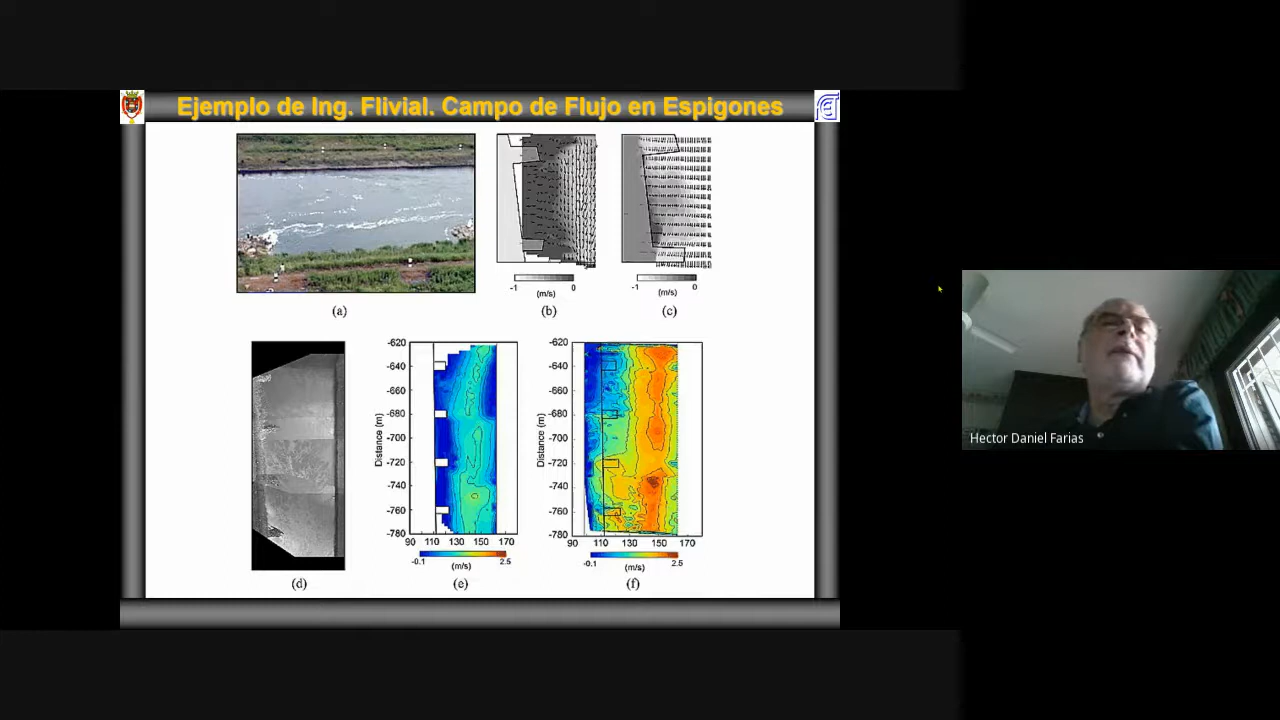 Ejemplo de Ing. Flivial. Campo de Flujo en Espigones
-1 0
(m/s)
(a) (b)
-1 0
(m/s)
(c)
-620
-640
-660
-680
-700
-720
-740
-760
-780
Distance (m)
90 110 130 150 170
-0.1 2.5
(m/s)
-620
-640
-660
-680
-700
-720
-740
-760
-780
Distance (m)
90 110 130 150 170
-0.1 2.5
(m/s)
(d) (e) (f)
Hector Daniel Farias